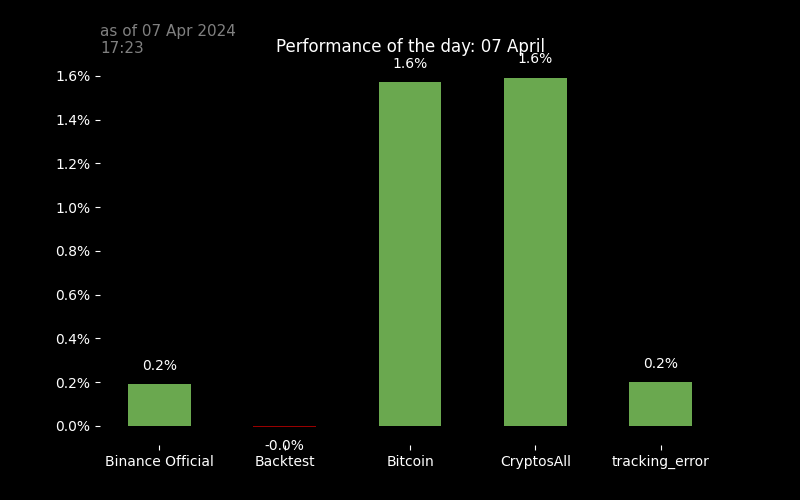 as of 07 Apr 2024
17:23
Performance of the day: 07 April
1.6%
1.4%
1.2%
1.0%
0.8%
0.6%
0.4%
0.2%
0.0%
0.2%
-0.0%
1.6%
1.6%
0.2%
Binance Official
Backtest
Bitcoin
CryptosAll
tracking_error